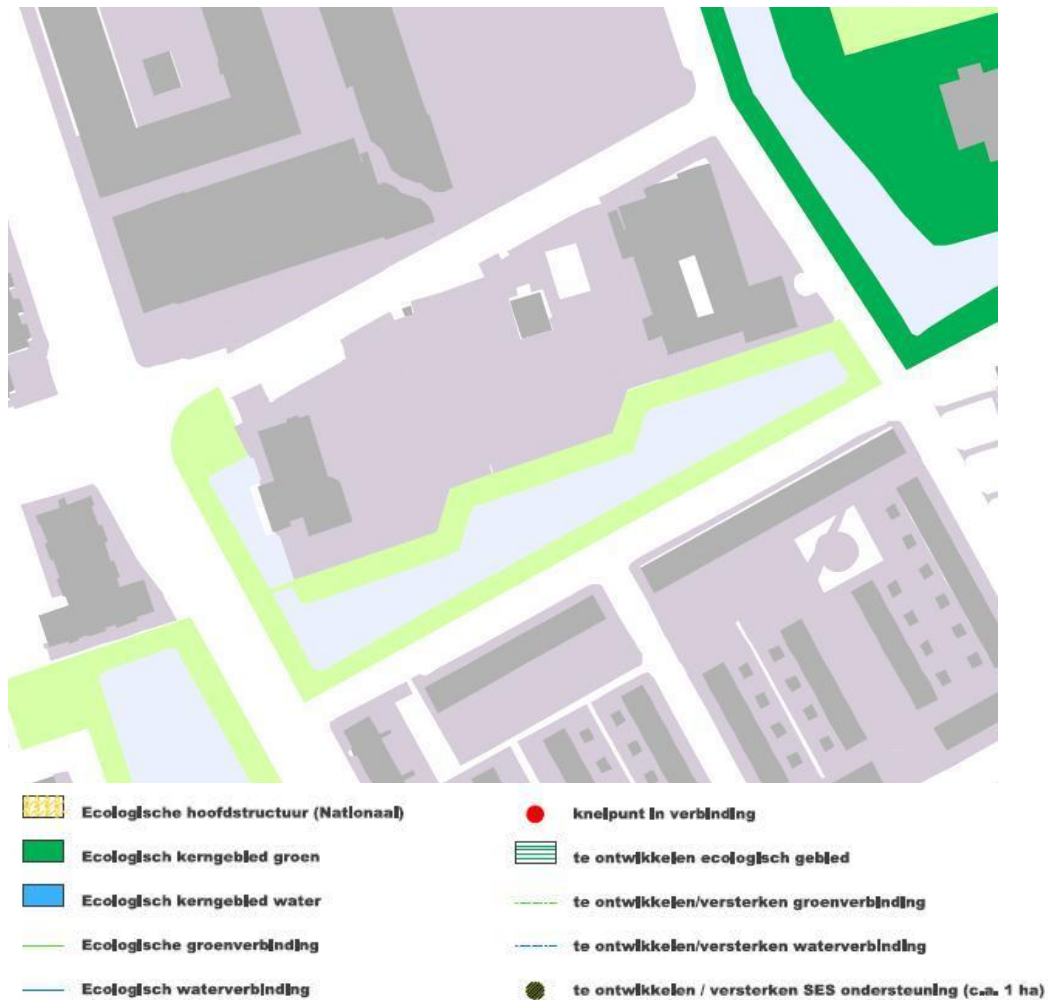 Ecologische hoofdstructuur (Nationaal)
Ecologisch kerngebied groen
Ecologisch kerngebied water
Ecologische groenverbinding
Ecologisch waterverbinding
knelpunt in verbinding
te ontwikkelen ecologisch gebied
te ontwikkelen/versterken groenverbinding
te ontwikkelen/versterken waterverbinding
te ontwikkelen / versterken SES ondersteuning (c.a. 1 ha)